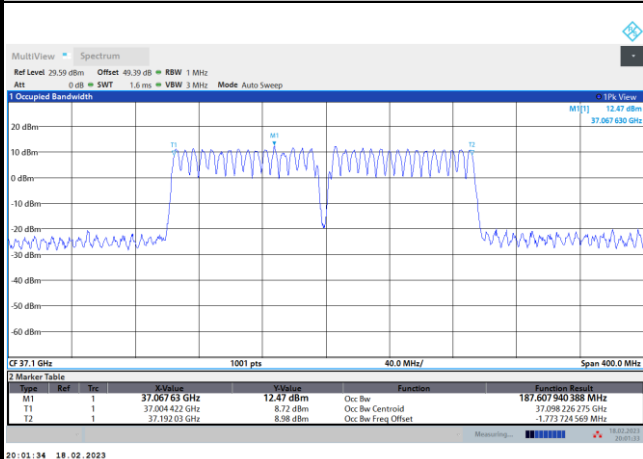 MultiView Spectrum
Ref Level 29.59 dBm Offset 49.39 dB RBW 1 MHz
Att 0 dB SWT 1.6 ms VBW 3 MHz Mode Auto Sweep
1 Occupied Bandwidth 1Pk View
M1[1] 12.47 dBm
37.067 630 GHz
20 dBm
M1
T1 T2
10 dBm
0 dBm
-10 dBm
-20 dBm
-30 dBm
-40 dBm
-50 dBm
-60 dBm
CF 37.1 GHz 1001 pts 40.0 MHz/ Span 400.0 MHz
2 Marker Table
Type Ref Trc X-Value Y-Value Function Function Result
M1 1 37.067 63 GHz 12.47 dBm Occ Bw 187.607 940 388 MHz
T1 1 37.004 422 GHz 8.72 dBm Occ Bw Centroid 37.098 226 275 GHz
T2 1 37.192 03 GHz 8.98 dBm Occ Bw Freq Offset -1.773 724 569 MHz
Measuring... 18.02.2023
20:01:33
20:01:34 18.02.2023